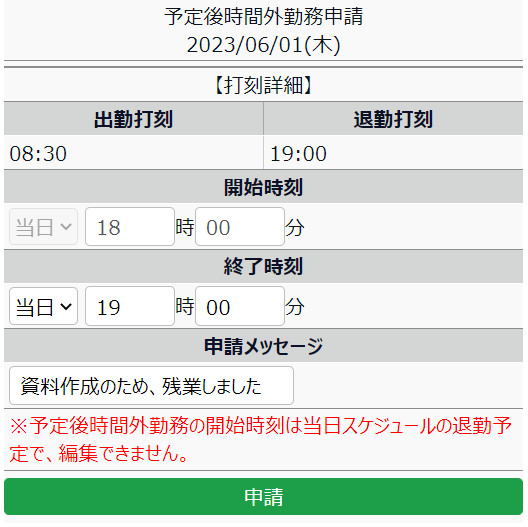 予定後時間外勤務申請
2023/06/01(木)
【打刻詳細】
出勤打刻 退勤打刻
08:30 19:00
開始時刻
当日 18 時 00 分
終了時刻
当日 19 時 00 分
申請メッセージ
資料作成のため、残業しました
※予定後時間外勤務の開始時刻は当日スケジュールの退勤予
定で、編集できません。
申請